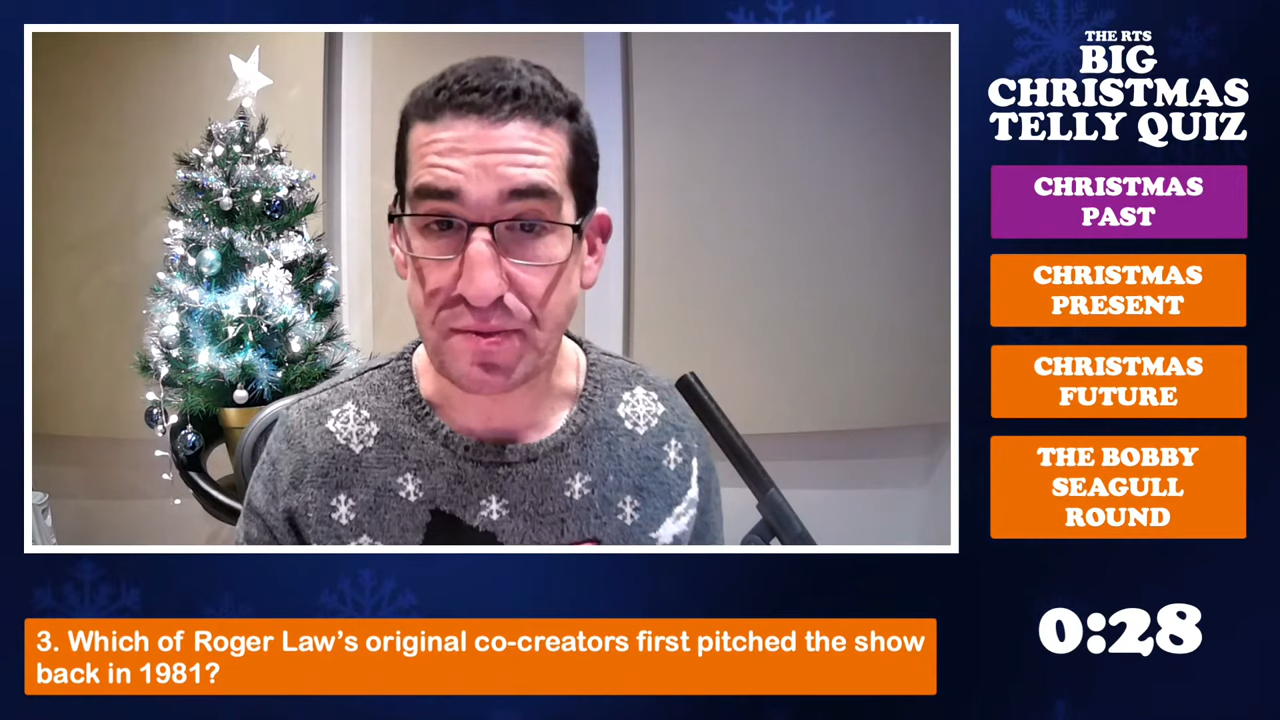 THE RTS
BIG
CHRISTMAS
TELLY QUIZ
CHRISTMAS
PAST
CHRISTMAS
PRESENT
CHRISTMAS
FUTURE
THE BOBBY
SEAGULL
ROUND
0:28
3. Which of Roger Law’s original co-creators first pitched the show
back in 1981?